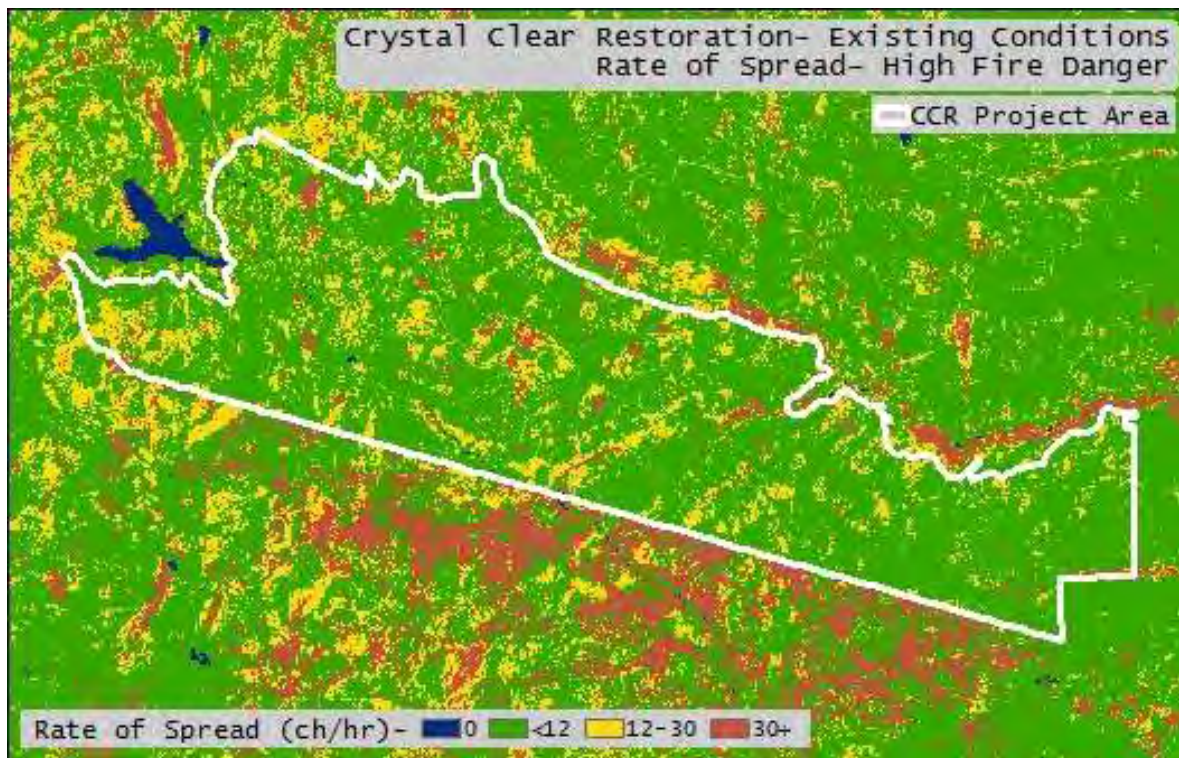 Crystal Clear Restoration- Existing Conditions
Rate of Spread- High Fire Danger
CCR Project Area
Rate of Spread (ch/hr)- 0 <12 12-30 30+